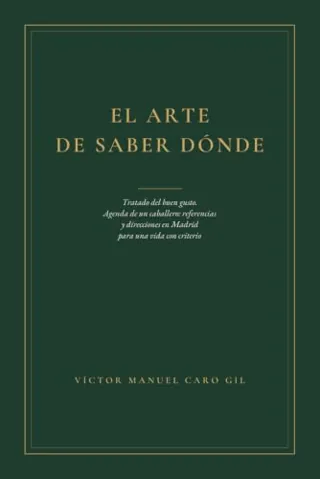 EL ARTE
DE SABER DÓNDE
Tratado del buen gusto.
Agenda de un caballero: referencias
y direcciones en Madrid
para una vida con criterio
VÍCTOR MANUEL CARO GIL